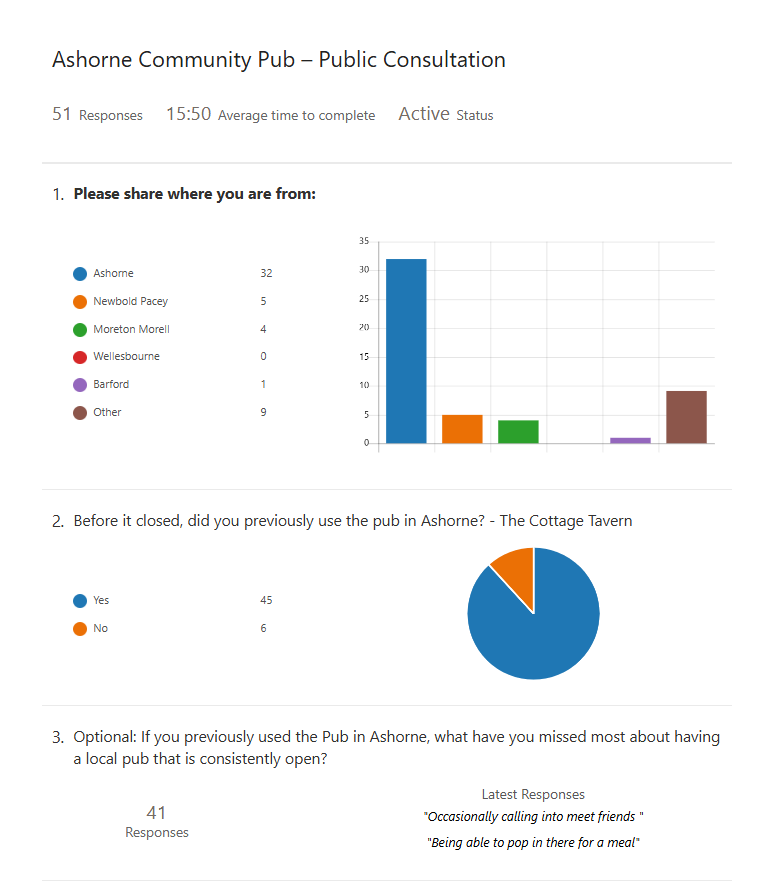 Ashorne Community Pub – Public Consultation
51 Responses 15:50 Average time to complete Active Status
1. Please share where you are from:
Ashorne 32
Newbold Pacey 5
Moreton Morell 4
Wellesbourne 0
Barford 1
Other 9
35
30
25
20
15
10
5
0
2. Before it closed, did you previously use the pub in Ashorne? - The Cottage Tavern
Yes 45
No 6
3. Optional: If you previously used the Pub in Ashorne, what have you missed most about having
a local pub that is consistently open?
41
Responses
Latest Responses
"Occasionally calling into meet friends "
"Being able to pop in there for a meal"